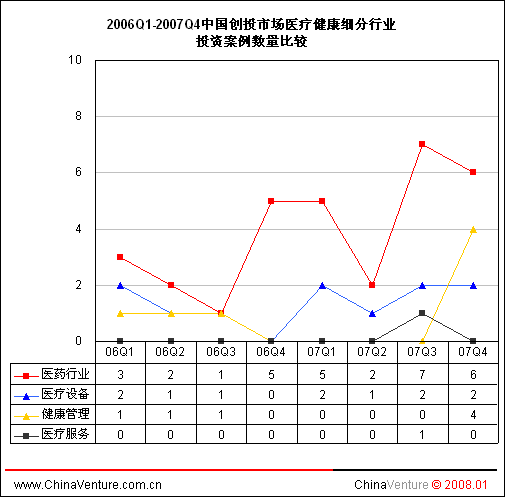 2006Q1-2007Q4中国创投市场医疗健康细分行业
投资案例数量比较
10
8
6
4
2
0
06Q1 06Q2 06Q3 06Q4 07Q1 07Q2 07Q3 07Q4
医药行业 3 2 1 5 5 2 7 6
医疗设备 2 1 1 0 2 1 2 2
健康管理 1 1 1 0 0 0 0 4
医疗服务 0 0 0 0 0 0 1 0
www.ChinaVenture.com.cn ChinaVenture © 2008.01